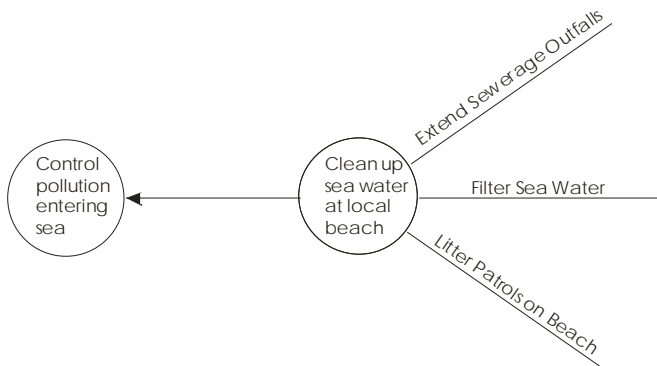 Control
pollution
entering
sea
Clean up
sea water
at local
beach
Extend Sewerage Outfalls
Filter Sea Water
Litter Patrols on Beach